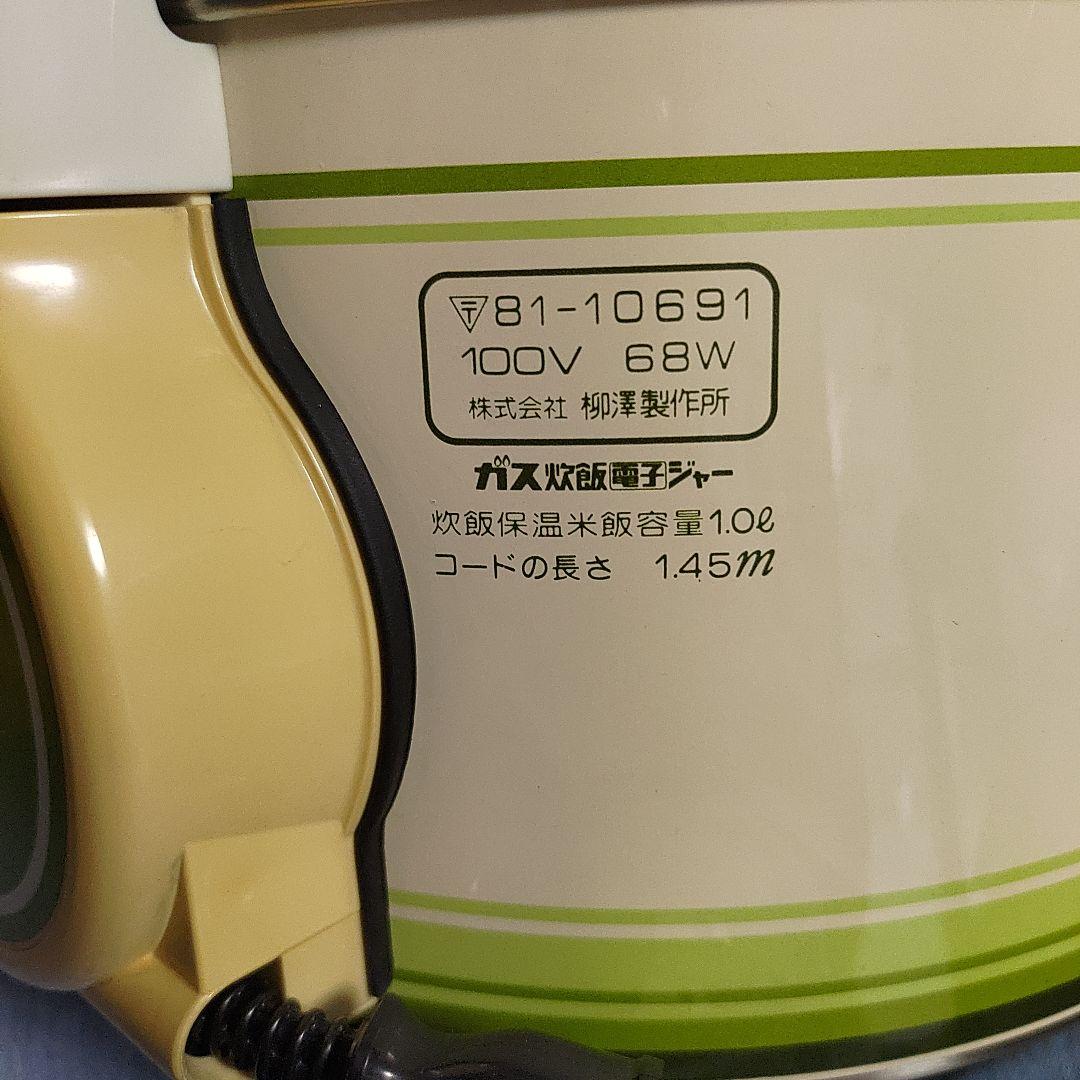 〒81-10691
100V 68W
株式会社 柳澤製作所
ガス炊飯電子ジャー
炊飯保温米飯容量1.0ℓ
コードの長さ 1.45m